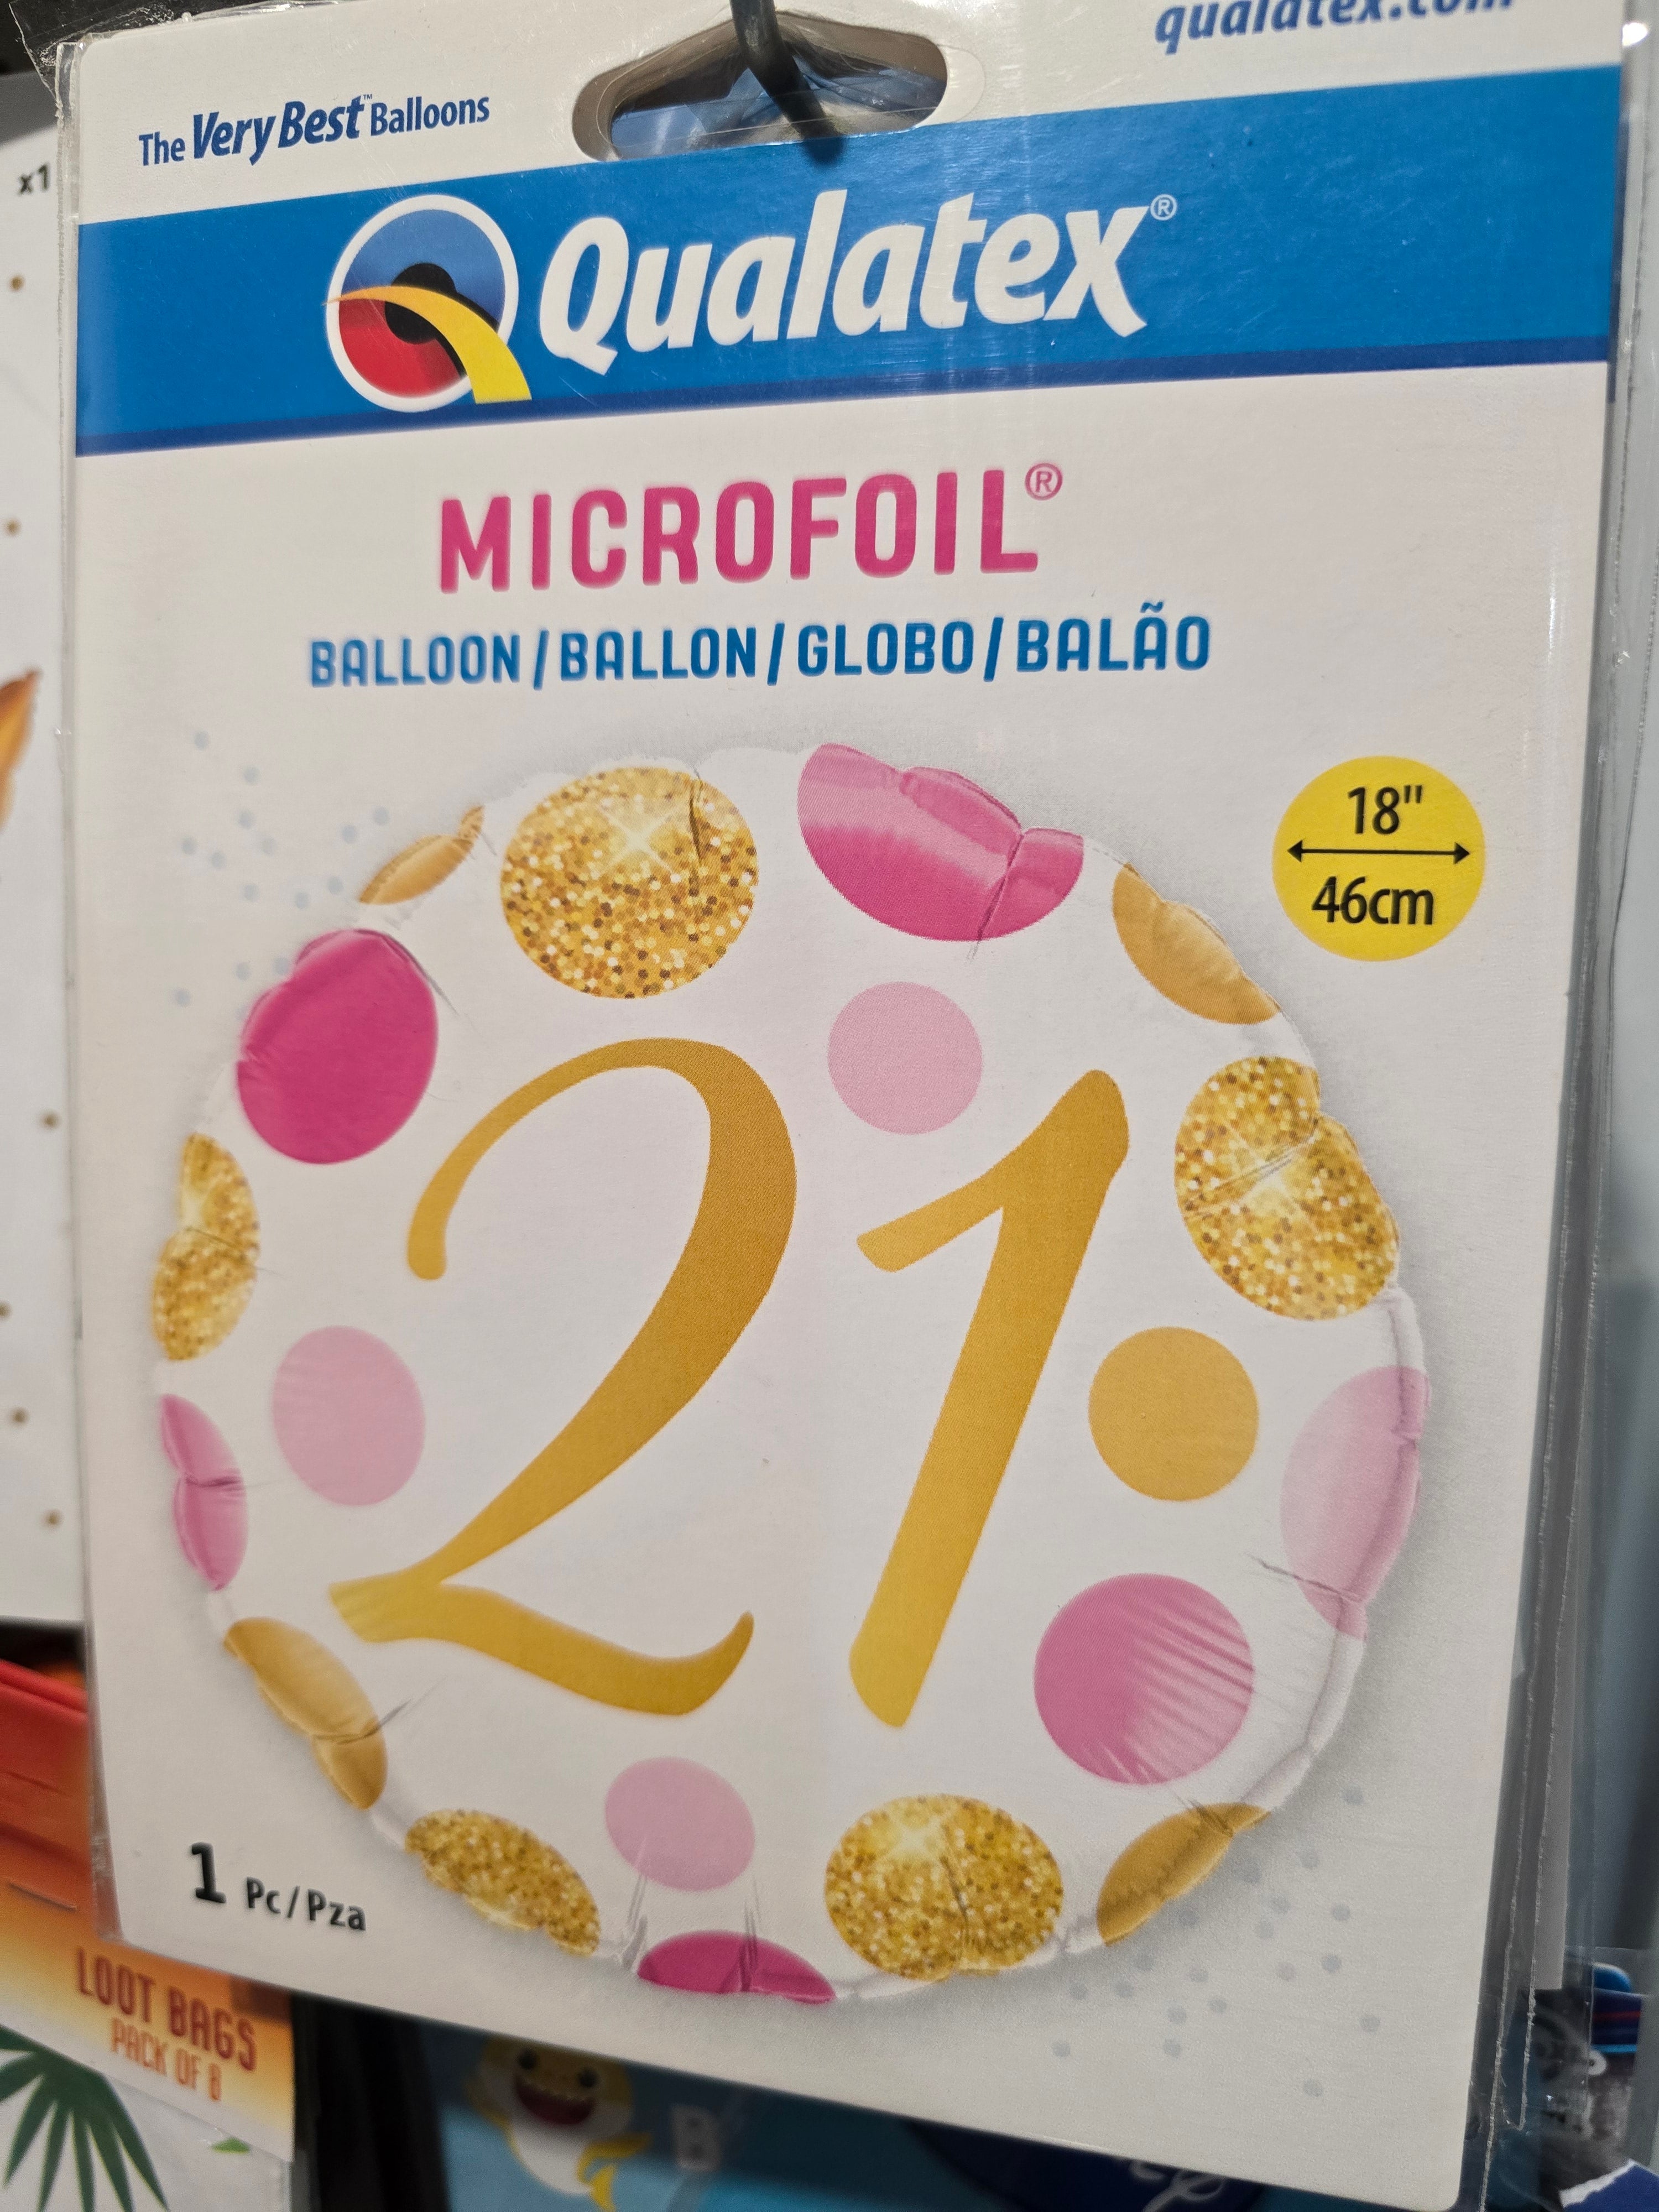 qualatex.com
The Very Best™ Balloons
x1
Qualatex®
MICROFOIL®
BALLOON/BALLON/GLOBO/BALÃO
18"
46cm
21
1 Pc/Pza
LOOT BAGS
PACK OF 8